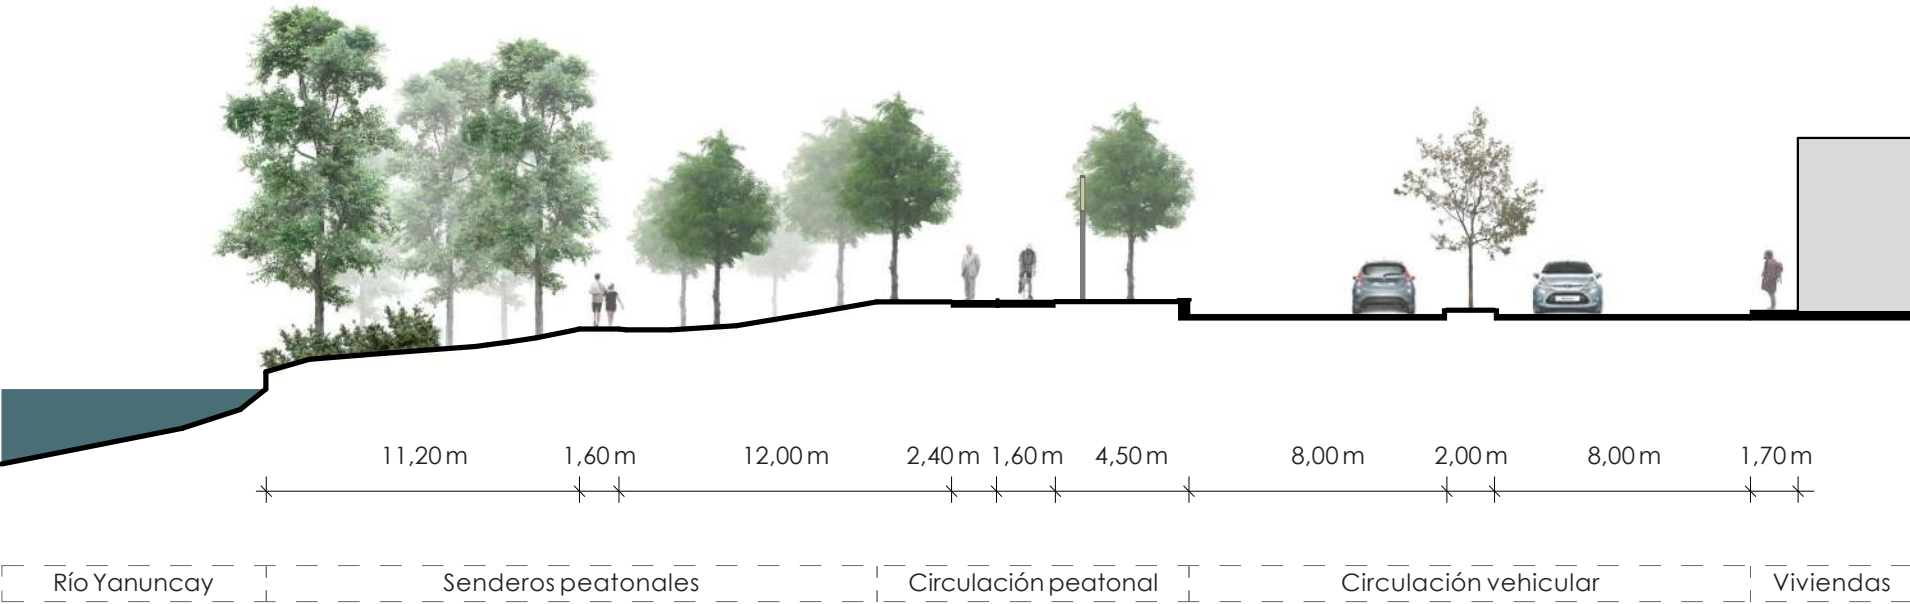 11,20 m 1,60 m 12,00 m 2,40 m 1,60 m 4,50 m 8,00 m 2,00 m 8,00 m 1,70 m
Río Yanuncay Senderos peatonales Circulación peatonal Circulación vehicular Viviendas